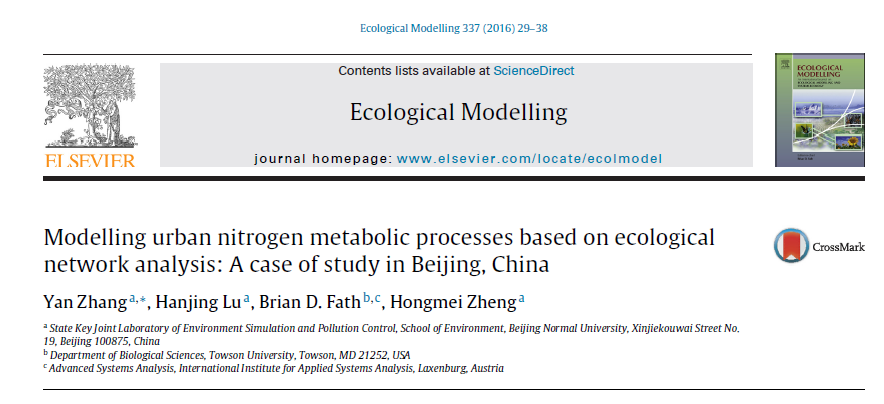 Ecological Modelling 337 (2016) 29–38
Contents lists available at ScienceDirect
Ecological Modelling
journal homepage: www.elsevier.com/locate/ecolmodel
ELSEVIER
ECOLOGICAL
MODELLING
Modelling urban nitrogen metabolic processes based on ecological
network analysis: A case of study in Beijing, China
CrossMark
Yan Zhang a,*, Hanjing Lu a, Brian D. Fath b,c, Hongmei Zheng a
a State Key Joint Laboratory of Environment Simulation and Pollution Control, School of Environment, Beijing Normal University, Xinjiekouwai Street No.
19, Beijing 100875, China
b Department of Biological Sciences, Towson University, Towson, MD 21252, USA
c Advanced Systems Analysis, International Institute for Applied Systems Analysis, Laxenburg, Austria